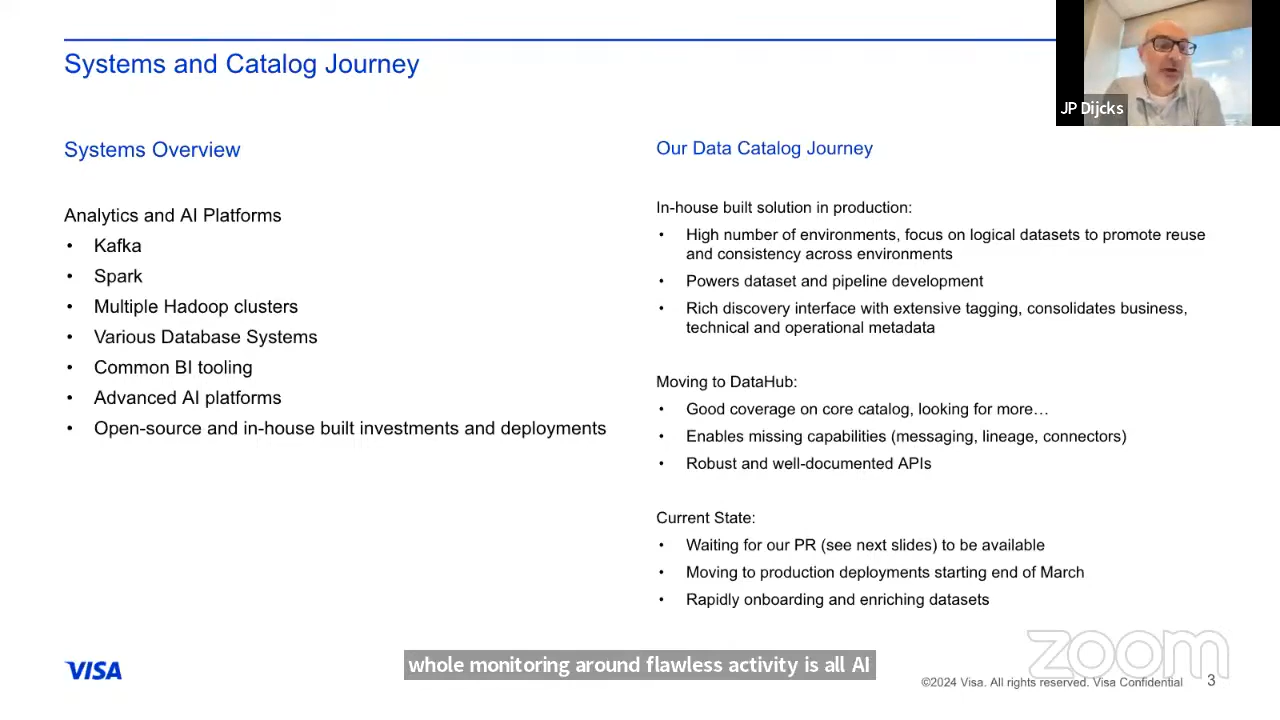 Systems and Catalog Journey
JP Dijcks
Systems Overview
Analytics and AI Platforms
• Kafka
• Spark
• Multiple Hadoop clusters
• Various Database Systems
• Common BI tooling
• Advanced AI platforms
• Open-source and in-house built investments and deployments
Our Data Catalog Journey
In-house built solution in production:
• High number of environments, focus on logical datasets to promote reuse
and consistency across environments
• Powers dataset and pipeline development
• Rich discovery interface with extensive tagging, consolidates business,
technical and operational metadata
Moving to DataHub:
• Good coverage on core catalog, looking for more…
• Enables missing capabilities (messaging, lineage, connectors)
• Robust and well-documented APIs
Current State:
• Waiting for our PR (see next slides) to be available
• Moving to production deployments starting end of March
• Rapidly onboarding and enriching datasets
VISA
whole monitoring around flawless activity is all AI
zoom
©2024 Visa. All rights reserved. Visa Confidential
3